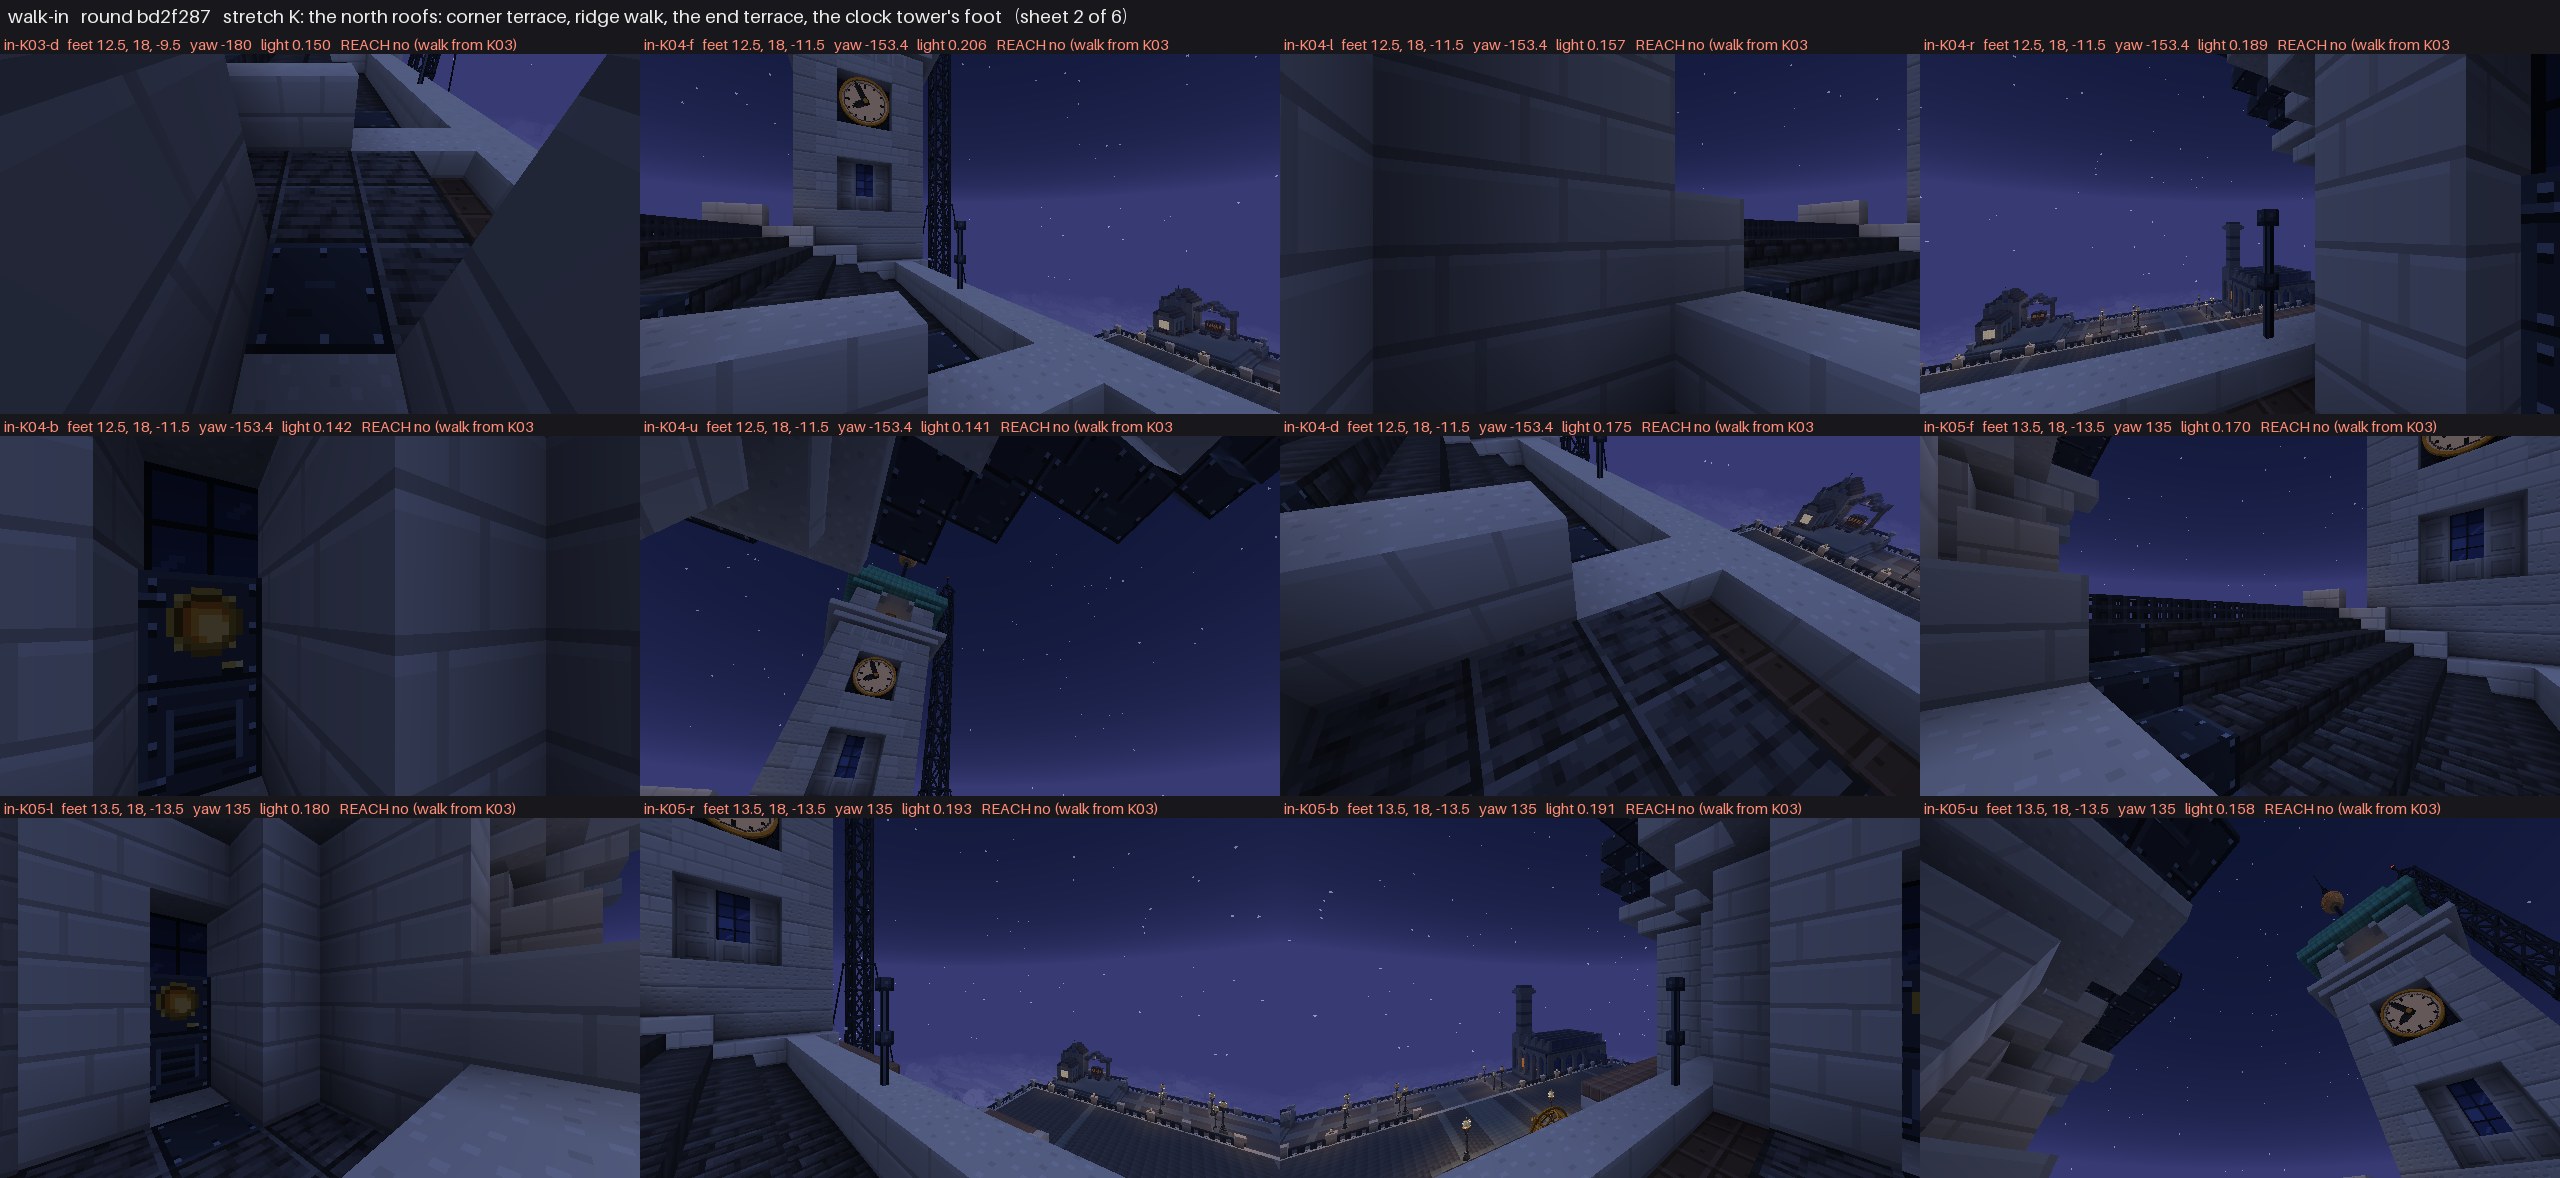 walk-in   round bd2f287   stretch K: the north roofs: corner terrace, ridge walk, the end terrace, the clock tower's foot   (sheet 2 of 6)
in-K03-d   feet 12.5, 18, -9.5   yaw -180   light 0.150   REACH no (walk from K03)
in-K04-f   feet 12.5, 18, -11.5   yaw -153.4   light 0.206   REACH no (walk from K03
in-K04-l   feet 12.5, 18, -11.5   yaw -153.4   light 0.157   REACH no (walk from K03
in-K04-r   feet 12.5, 18, -11.5   yaw -153.4   light 0.189   REACH no (walk from K03
in-K04-b   feet 12.5, 18, -11.5   yaw -153.4   light 0.142   REACH no (walk from K03
in-K04-u   feet 12.5, 18, -11.5   yaw -153.4   light 0.141   REACH no (walk from K03
in-K04-d   feet 12.5, 18, -11.5   yaw -153.4   light 0.175   REACH no (walk from K03
in-K05-f   feet 13.5, 18, -13.5   yaw 135   light 0.170   REACH no (walk from K03)
in-K05-l   feet 13.5, 18, -13.5   yaw 135   light 0.180   REACH no (walk from K03)
in-K05-r   feet 13.5, 18, -13.5   yaw 135   light 0.193   REACH no (walk from K03)
in-K05-b   feet 13.5, 18, -13.5   yaw 135   light 0.191   REACH no (walk from K03)
in-K05-u   feet 13.5, 18, -13.5   yaw 135   light 0.158   REACH no (walk from K03)